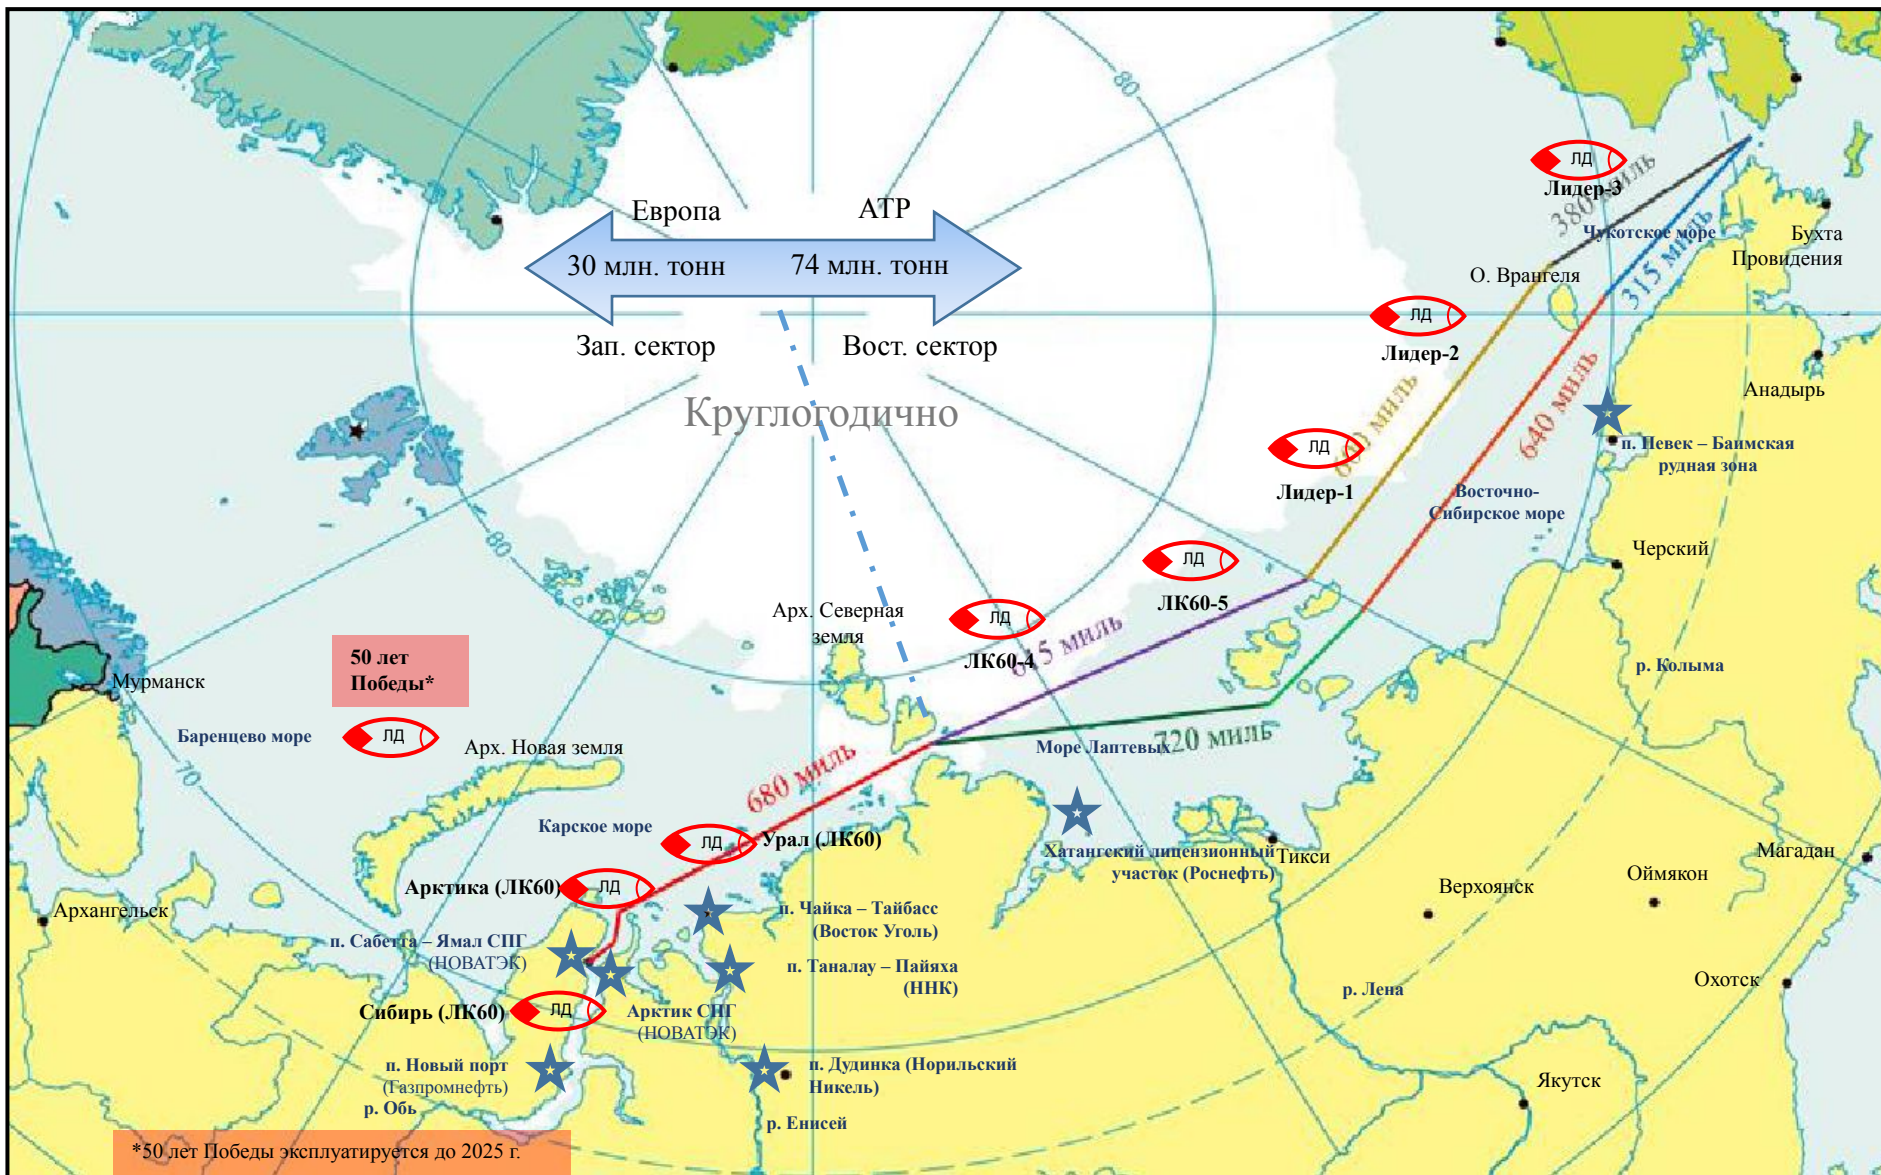 80
ЛД
Лидер-3
380 миль
Чукотское море
315 миль
Европа
АТР
30 млн. тонн
74 млн. тонн
Бухта
Провидения
О. Врангеля
ЛД
Зап. сектор
Вост. сектор
Лидер-2
Круглогодично
Анадырь
640 миль
п. Певек – Баимская
рудная зона
ЛД
миль
Лидер-1
Восточно-
Сибирское море
80
Черский
ЛД
ЛК60-5
Арх. Северная
земля
ЛД
ЛК60-4
615 миль
50 лет
Победы*
р. Колыма
Мурманск
Баренцево море
ЛД
Арх. Новая земля
Море Лаптевых
720 миль
70
680 миль
Карское море
ЛД
Урал (ЛК60)
Хатангский лицензионный
участок (Роснефть)
Тикси
Магадан
Арктика (ЛК60)
ЛД
Верхоянск
Оймякон
Архангельск
п. Чайка – Тайбасс
(Восток Уголь)
п. Сабетта – Ямал СПГ
(НОВАТЭК)
п. Таналау – Пайяха
(ННК)
Охотск
р. Лена
Сибирь (ЛК60)
ЛД
Арктик СПГ
(НОВАТЭК)
п. Новый порт
(Газпромнефть)
р. Обь
п. Дудинка (Норильский
Никель)
Якутск
р. Енисей
*50 лет Победы эксплуатируется до 2025 г.